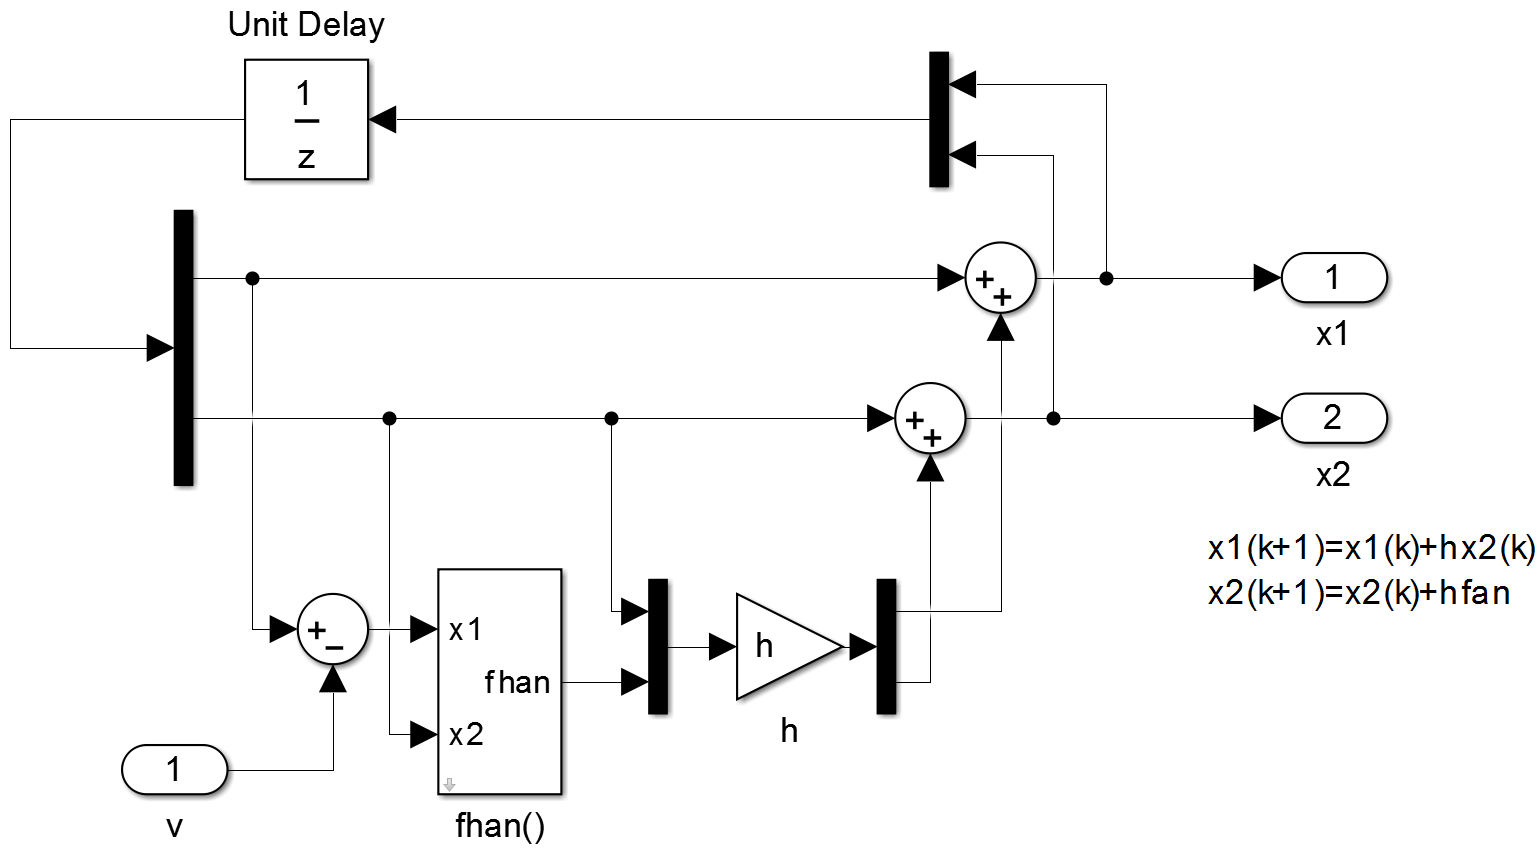 Unit Delay
1
z
+
+
1
x1
+
+
2
x2
x1(k+1)=x1(k)+hx2(k)
x2(k+1)=x2(k)+hfan
+
−
x1
fhan
x2
h
h
1
v
fhan()